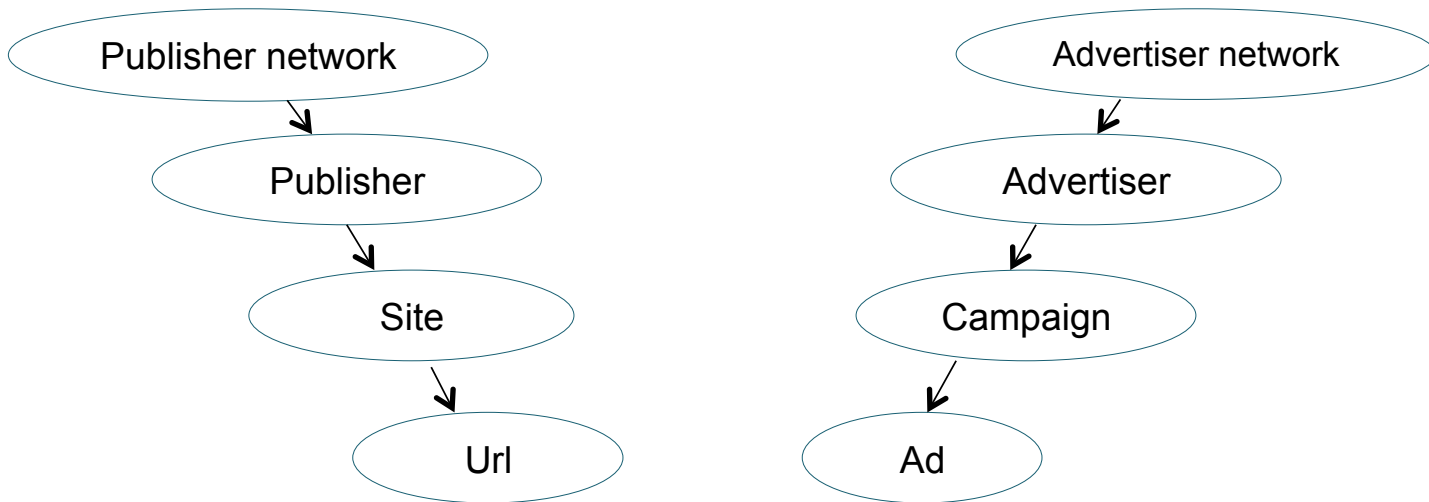 Publisher network
Advertiser network
Publisher
Advertiser
Site
Campaign
Url
Ad